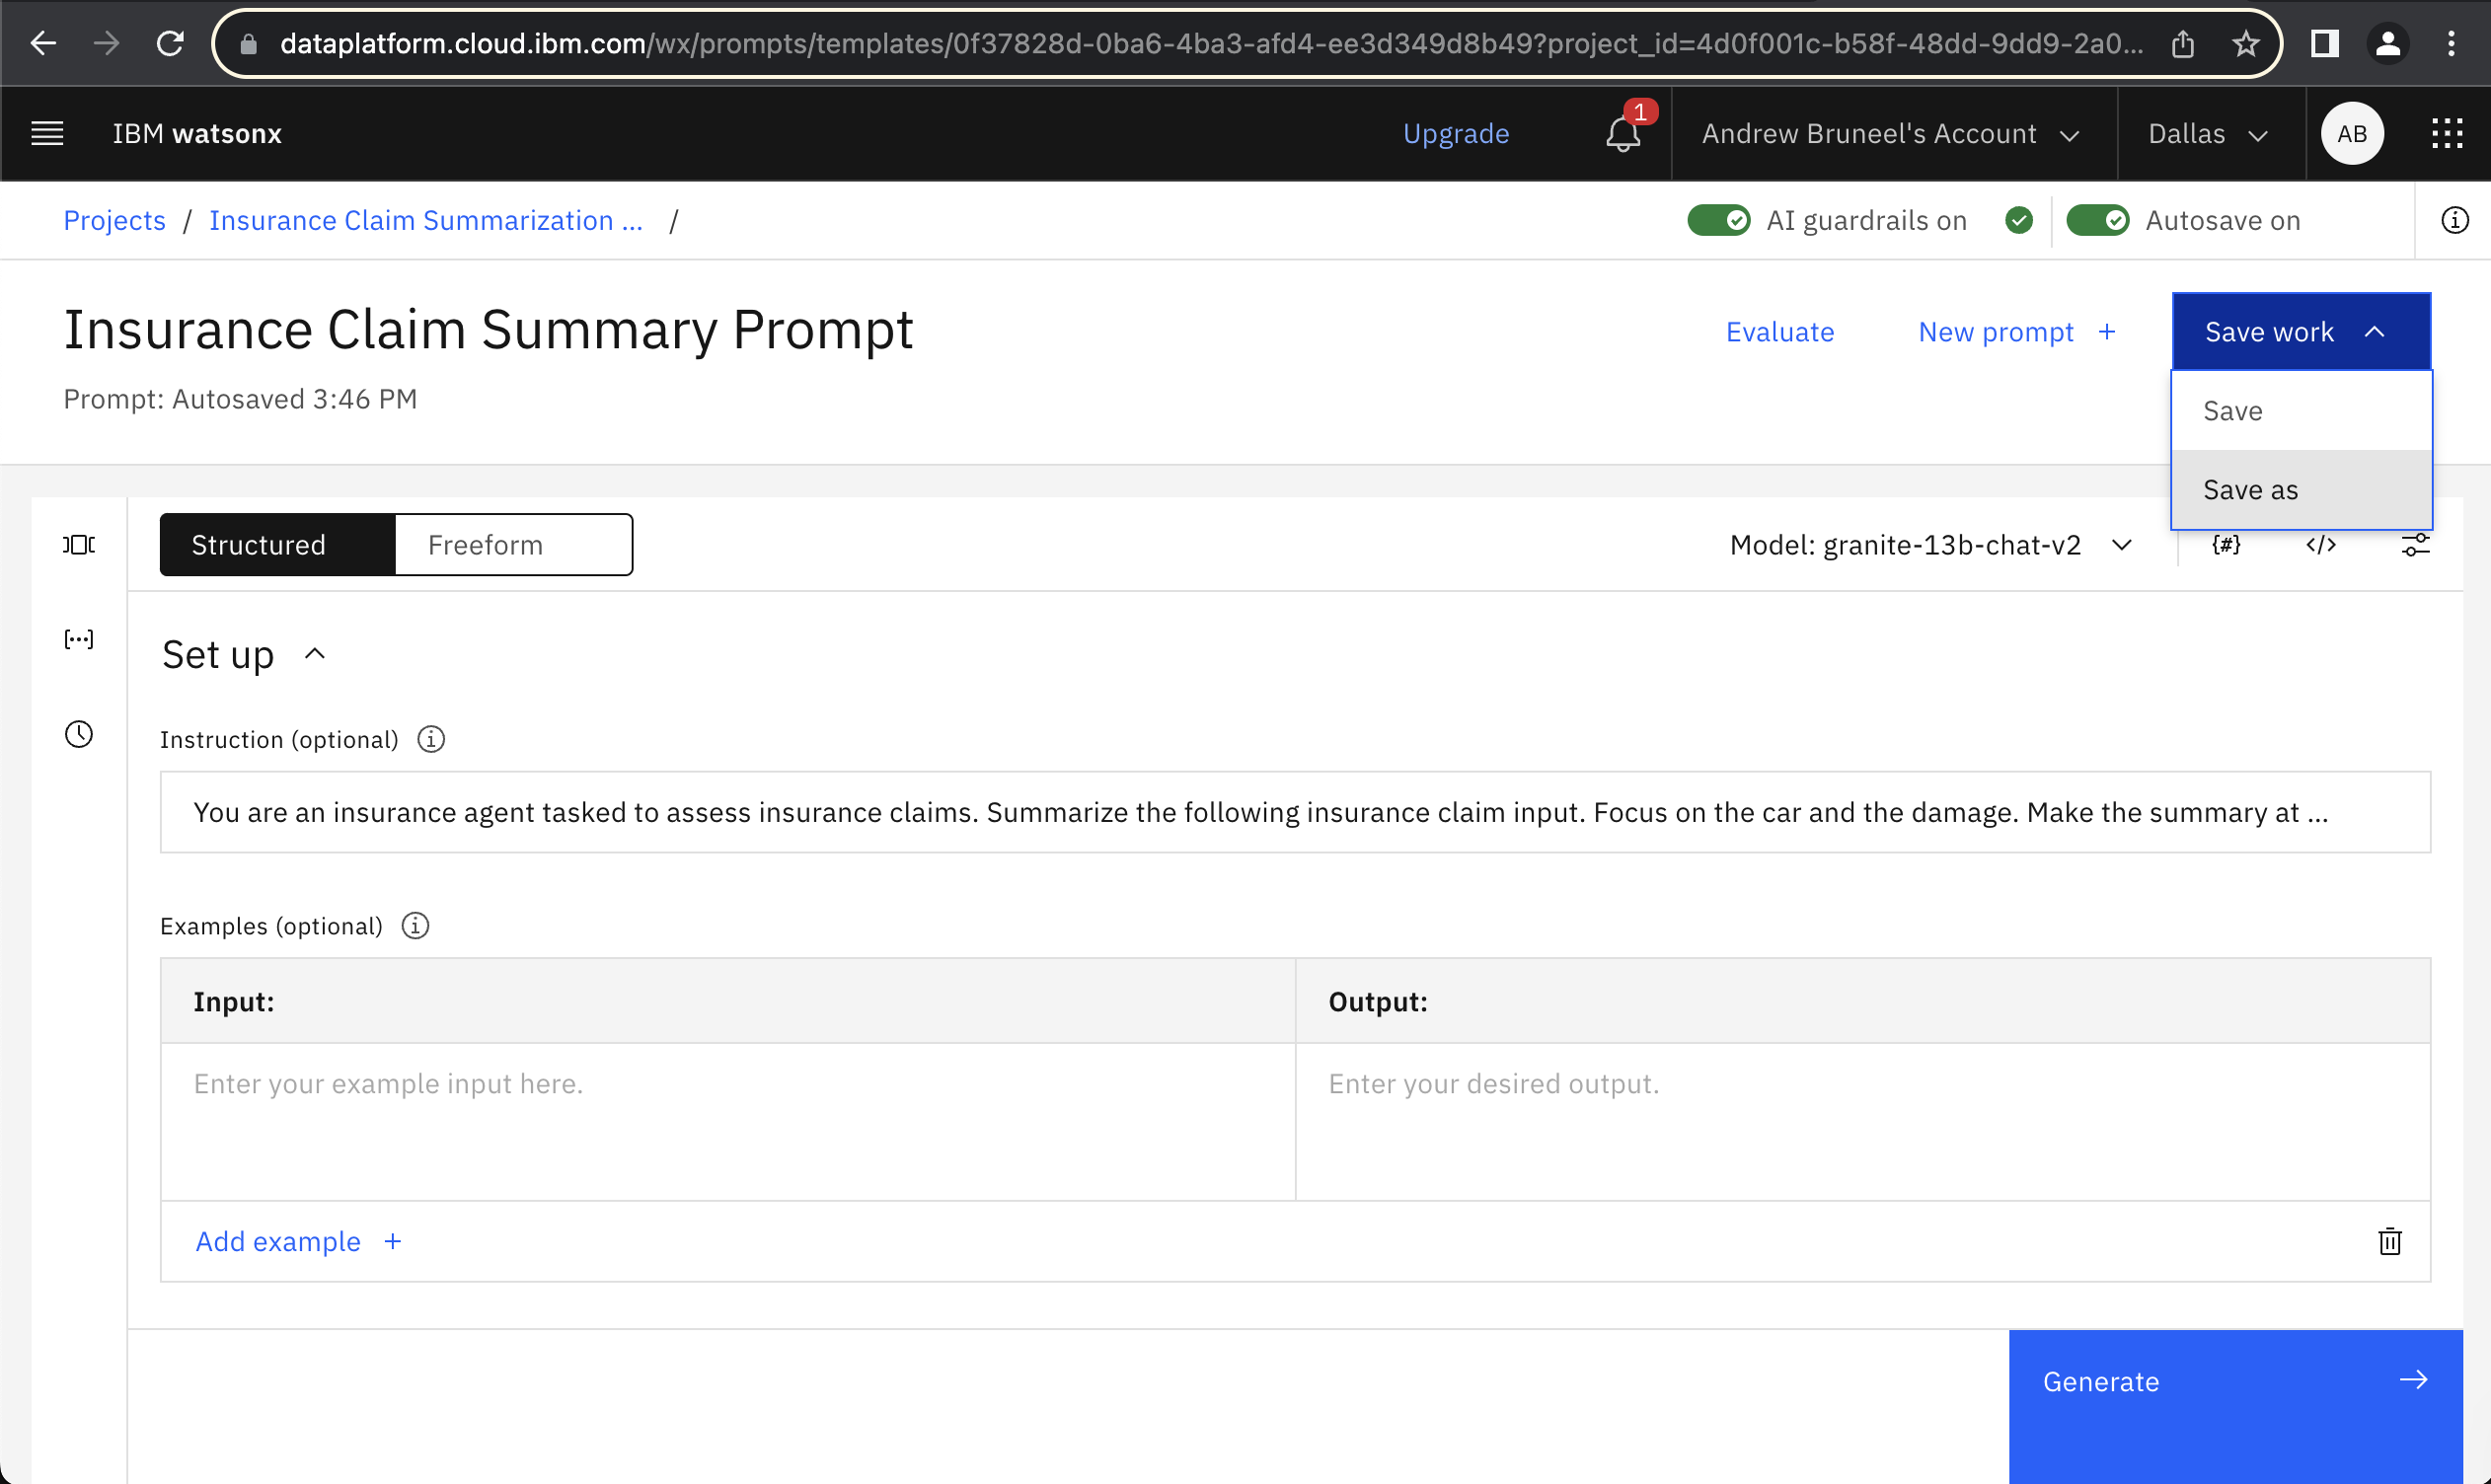 dataplatform.cloud.ibm.com/wx/prompts/templates/0f37828d-0ba6-4ba3-afd4-ee3d349d8b49?project_id=4d0f001c-b58f-48dd-9dd9-2a0...
IBM watsonx
Upgrade
1
Andrew Bruneel's Account
Dallas
AB
Projects / Insurance Claim Summarization ... /
AI guardrails on
Autosave on
Insurance Claim Summary Prompt
Evaluate
New prompt +
Save work
Prompt: Autosaved 3:46 PM
Save
Save as
Structured
Freeform
Model: granite-13b-chat-v2
{#}
</>
Set up
Instruction (optional)
You are an insurance agent tasked to assess insurance claims. Summarize the following insurance claim input. Focus on the car and the damage. Make the summary at ...
Examples (optional)
Input:
Output:
Enter your example input here.
Enter your desired output.
Add example +
Generate